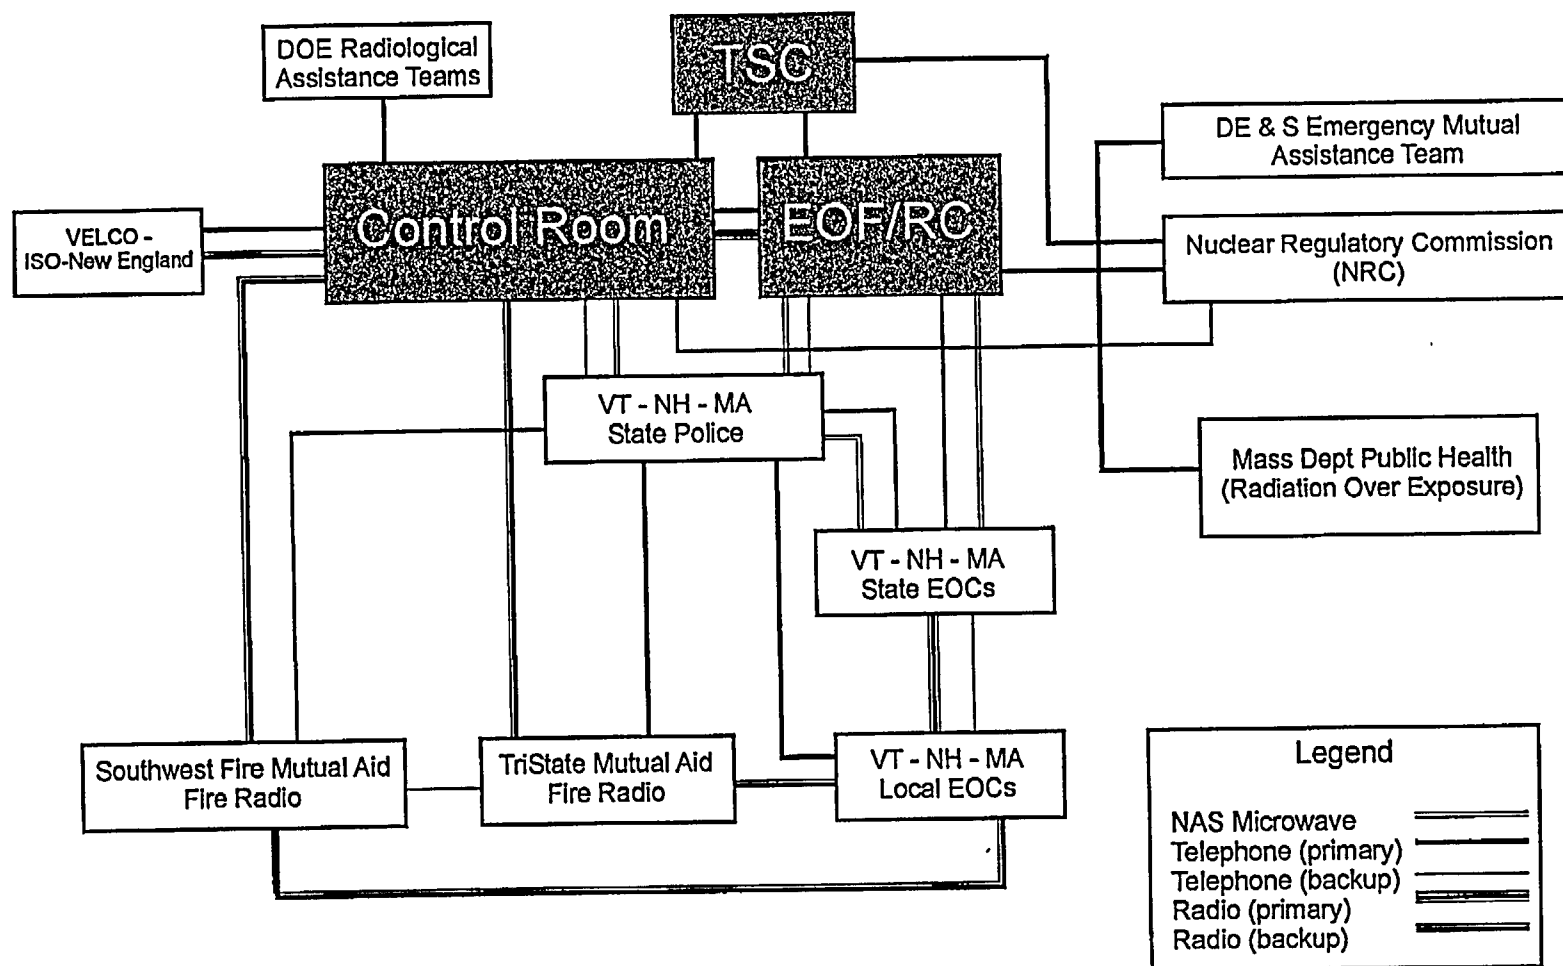 DOE Radiological
Assistance Teams
TSC
DE & S Emergency Mutual
Assistance Team
Control Room
EOF/RC
VELCO -
ISO-New England
Nuclear Regulatory Commission
(NRC)
VT - NH - MA
State Police
Mass Dept Public Health
(Radiation Over Exposure)
VT - NH - MA
State EOCs
Southwest Fire Mutual Aid
Fire Radio
TriState Mutual Aid
Fire Radio
VT - NH - MA
Local EOCs
Legend
NAS Microwave
Telephone (primary)
Telephone (backup)
Radio (primary)
Radio (backup)